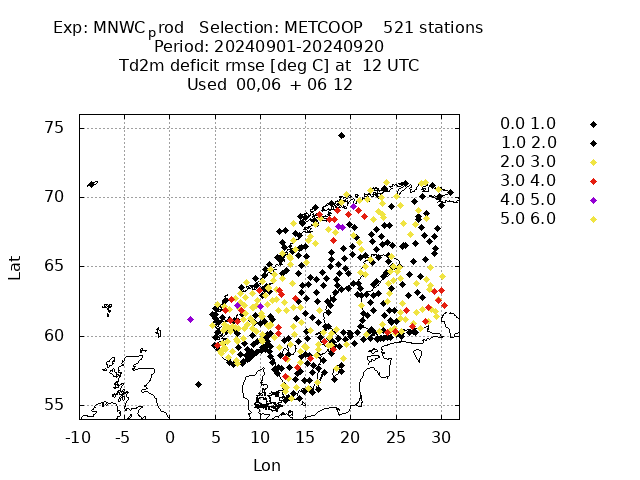 Exp: MNWCprod   Selection: METCOOP    521 stations
Period: 20240901-20240920
Td2m deficit rmse [deg C] at  12 UTC
Used  00,06  + 06 12
75
70
65
60
55
-10 -5 0 5 10 15 20 25 30
Lat
Lon
0.0 1.0
1.0 2.0
2.0 3.0
3.0 4.0
4.0 5.0
5.0 6.0